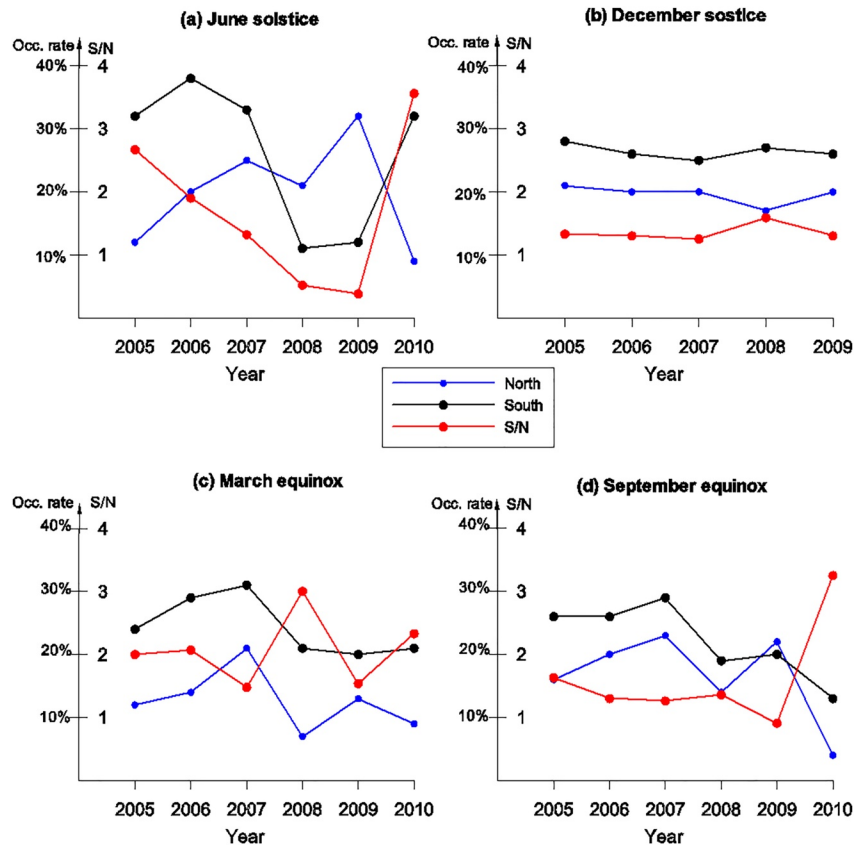 (a) June solstice
Occ. rate S/N
40% 4
30% 3
20% 2
10% 1
2005 2006 2007 2008 2009 2010
Year
(b) December sostice
Occ. rate S/N
40% 4
30% 3
20% 2
10% 1
2005 2006 2007 2008 2009
Year
North
South
S/N
(c) March equinox
Occ. rate S/N
40% 4
30% 3
20% 2
10% 1
2005 2006 2007 2008 2009 2010
Year
(d) September equinox
Occ. rate S/N
40% 4
30% 3
20% 2
10% 1
2005 2006 2007 2008 2009 2010
Year